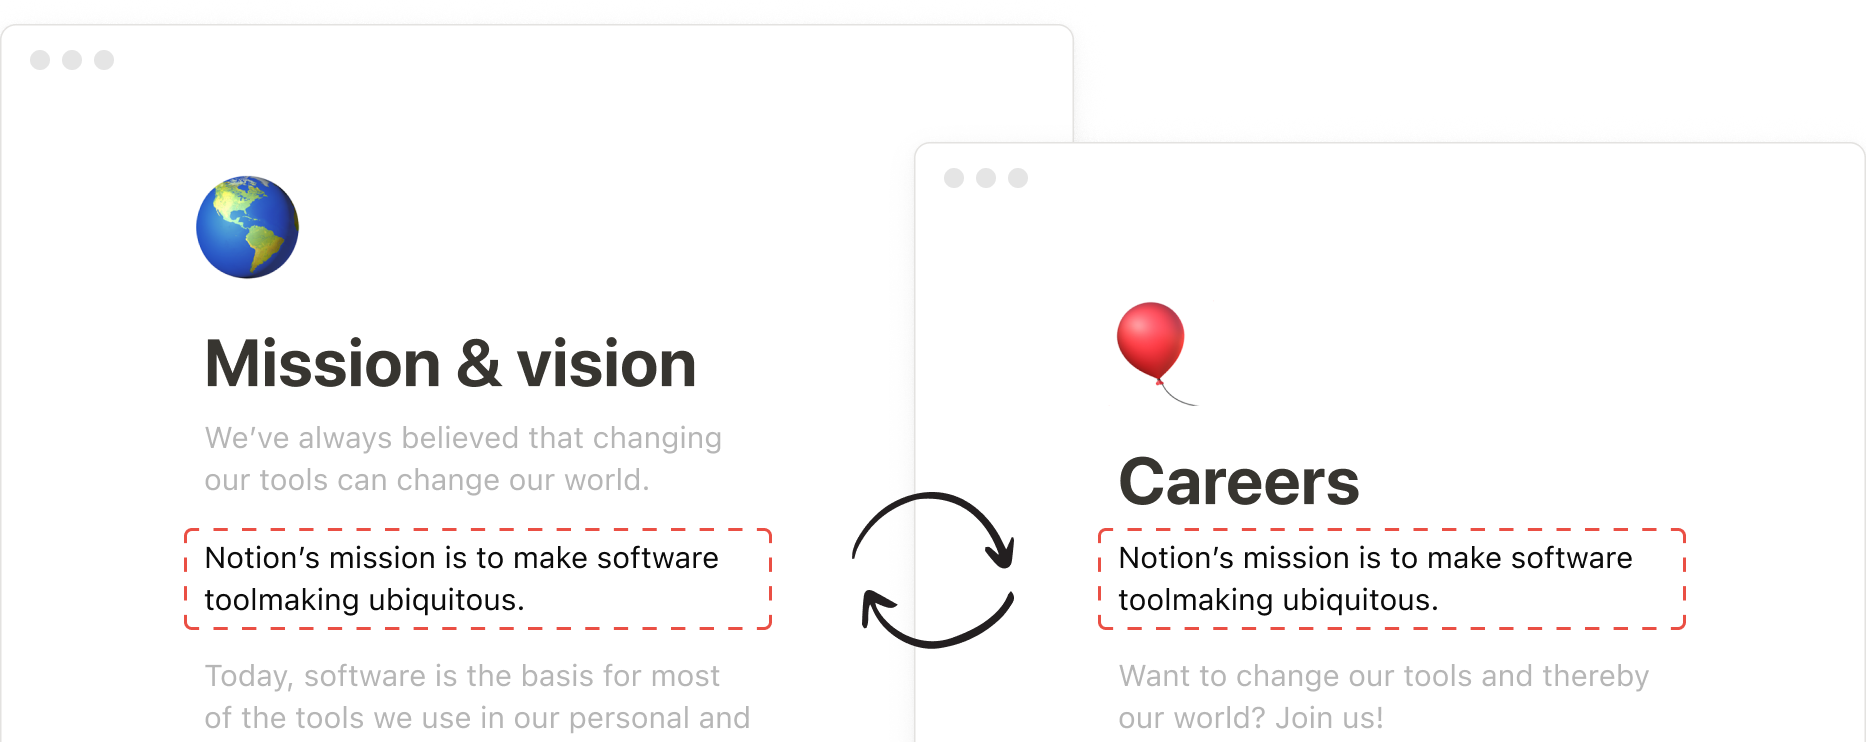 Mission & vision
We’ve always believed that changing
our tools can change our world.
Notion’s mission is to make software
toolmaking ubiquitous.
Today, software is the basis for most
of the tools we use in our personal and
Careers
Notion’s mission is to make software
toolmaking ubiquitous.
Want to change our tools and thereby
our world? Join us!